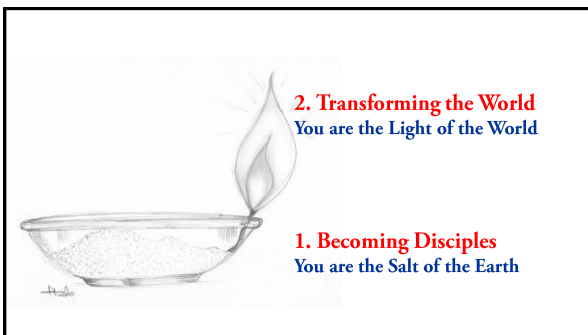 2. Transforming the World
You are the Light of the World
1. Becoming Disciples
You are the Salt of the Earth